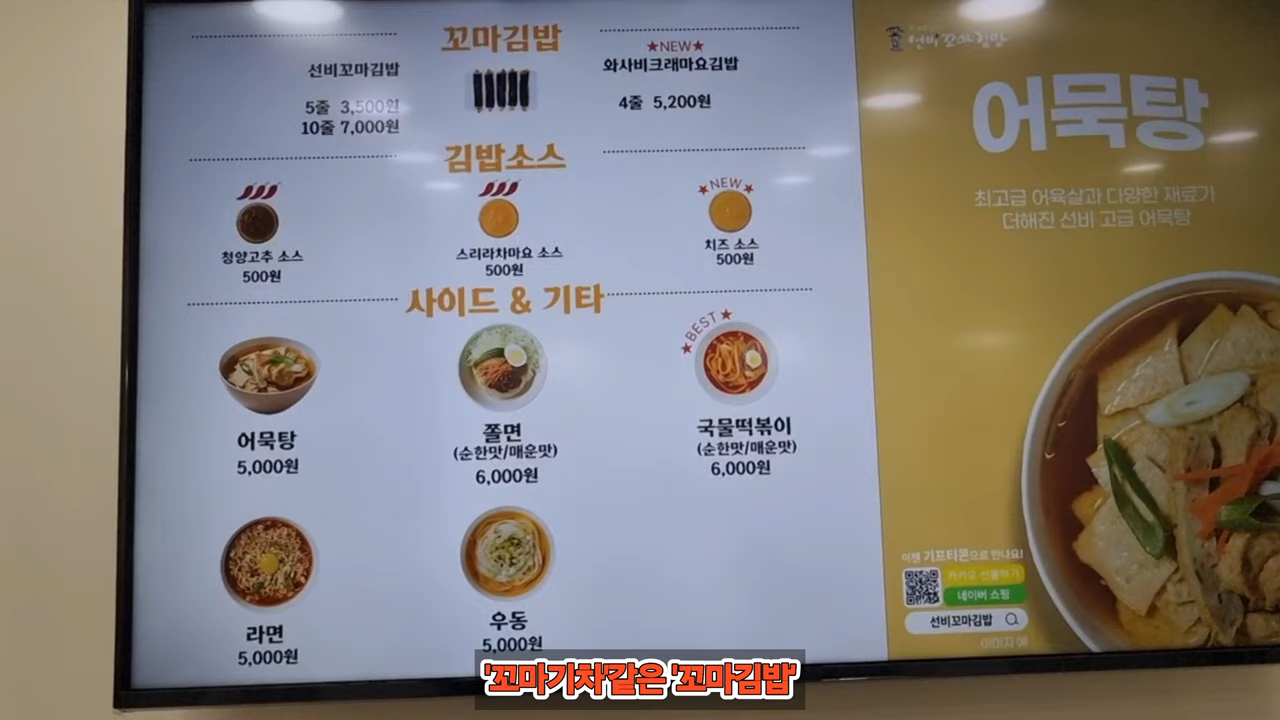 꼬마김밥
선비꼬마김밥
5줄 3,500원
10줄 7,000원
★NEW★
와사비크래마요김밥
4줄 5,200원
김밥소스
청양고추 소스
500원
스리라차마요 소스
500원
★NEW★
치즈 소스
500원
사이드 & 기타
어묵탕
5,000원
쫄면
(순한맛/매운맛)
6,000원
★BEST★
국물떡볶이
(순한맛/매운맛)
6,000원
라면
5,000원
우동
5,000원
선비꼬마김밥
어묵탕
최고급 어육살과 다양한 재료가
더해진 선비 고급 어묵탕
이젠 기프티콘으로 만나요!
카카오 선물하기
네이버 쇼핑
선비꼬마김밥
'꼬마기차'같은 '꼬마김밥'